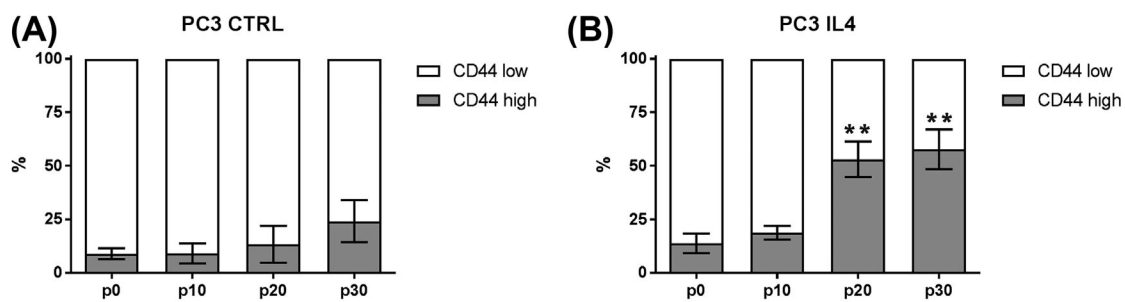 (A)
PC3 CTRL
100
75
50
25
0
%
p0 p10 p20 p30
CD44 low
CD44 high
(B)
PC3 IL4
100
75
50
25
0
%
** **
p0 p10 p20 p30
CD44 low
CD44 high